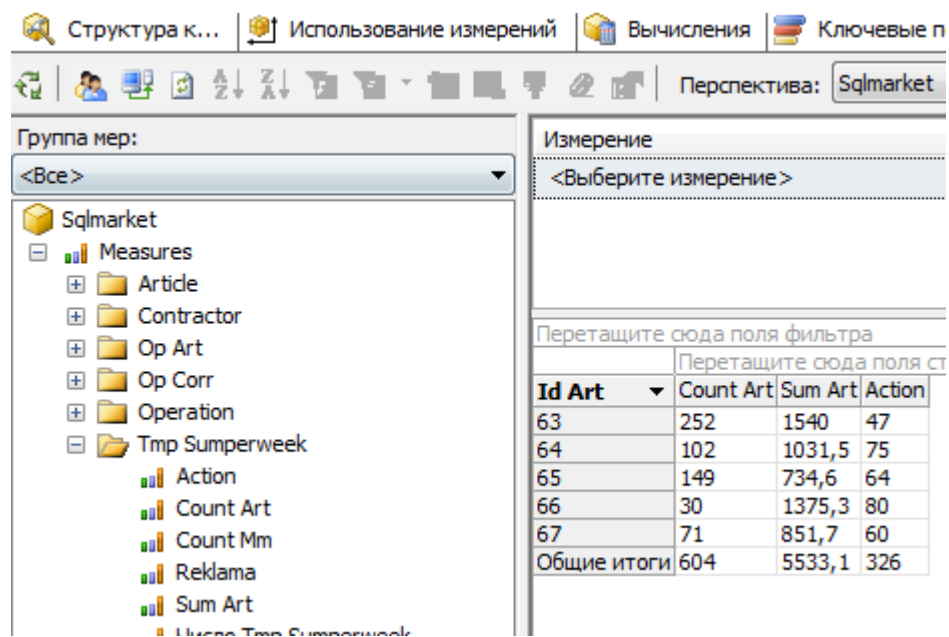 Структура к... Использование измерений Вычисления Ключевые п
Перспектива: Sqlmarket
Группа мер:
<Все>
Sqlmarket
Measures
Article
Contractor
Op Art
Op Corr
Operation
Tmp Sumperweek
Action
Count Art
Count Mm
Reklama
Sum Art
Число Tmp Sumperweek
Измерение
<Выберите измерение>
Перетащите сюда поля фильтра
Перетащите сюда поля ст
Id Art Count Art Sum Art Action
63 252 1540 47
64 102 1031,5 75
65 149 734,6 64
66 30 1375,3 80
67 71 851,7 60
Общие итоги 604 5533,1 326